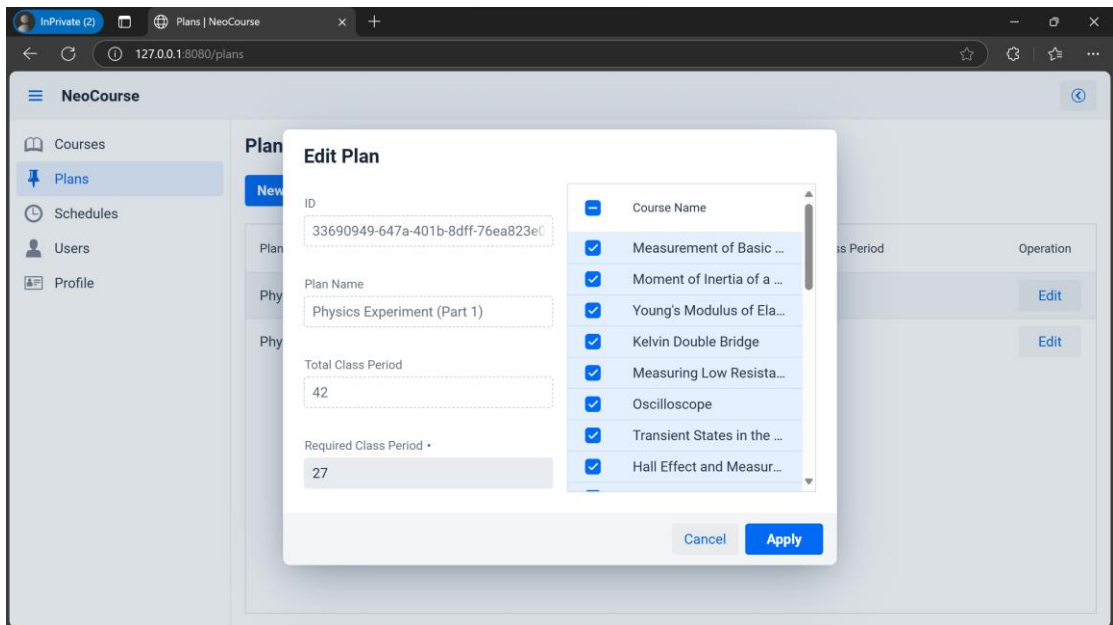 InPrivate (2)
Plans | NeoCourse
127.0.0.1:8080/plans
NeoCourse
Courses
Plans
Schedules
Users
Profile
Plan
New
Plan
ss Period
Operation
Phy
Edit
Phy
Edit
Edit Plan
ID
33690949-647a-401b-8dff-76ea823e0
Plan Name
Physics Experiment (Part 1)
Total Class Period
42
Required Class Period •
27
Course Name
Measurement of Basic ...
Moment of Inertia of a ...
Young's Modulus of Ela...
Kelvin Double Bridge
Measuring Low Resista...
Oscilloscope
Transient States in the ...
Hall Effect and Measur...
Cancel
Apply